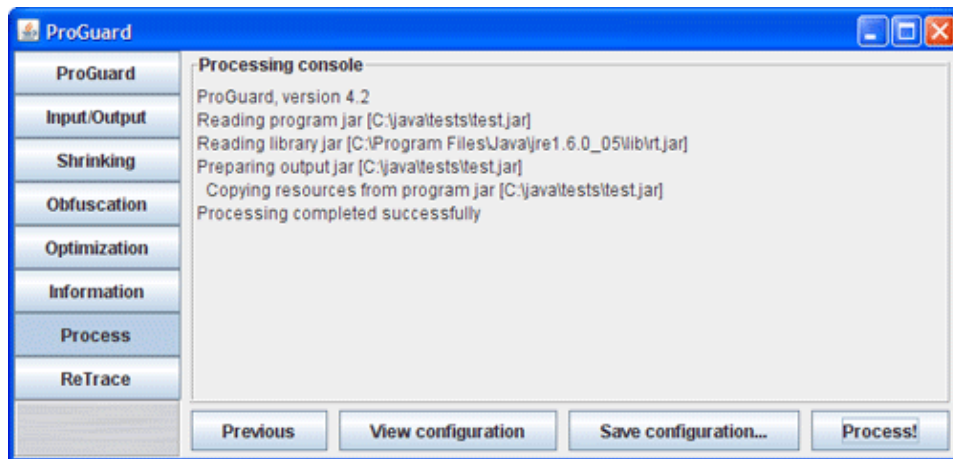 ProGuard
ProGuard
Input/Output
Shrinking
Obfuscation
Optimization
Information
Process
ReTrace
Processing console
ProGuard, version 4.2
Reading program jar [C:\java\tests\test.jar]
Reading library jar [C:\Program Files\Java\jre1.6.0_05\lib\rt.jar]
Preparing output jar [C:\java\tests\test.jar]
Copying resources from program jar [C:\java\tests\test.jar]
Processing completed successfully
Previous
View configuration
Save configuration...
Process!